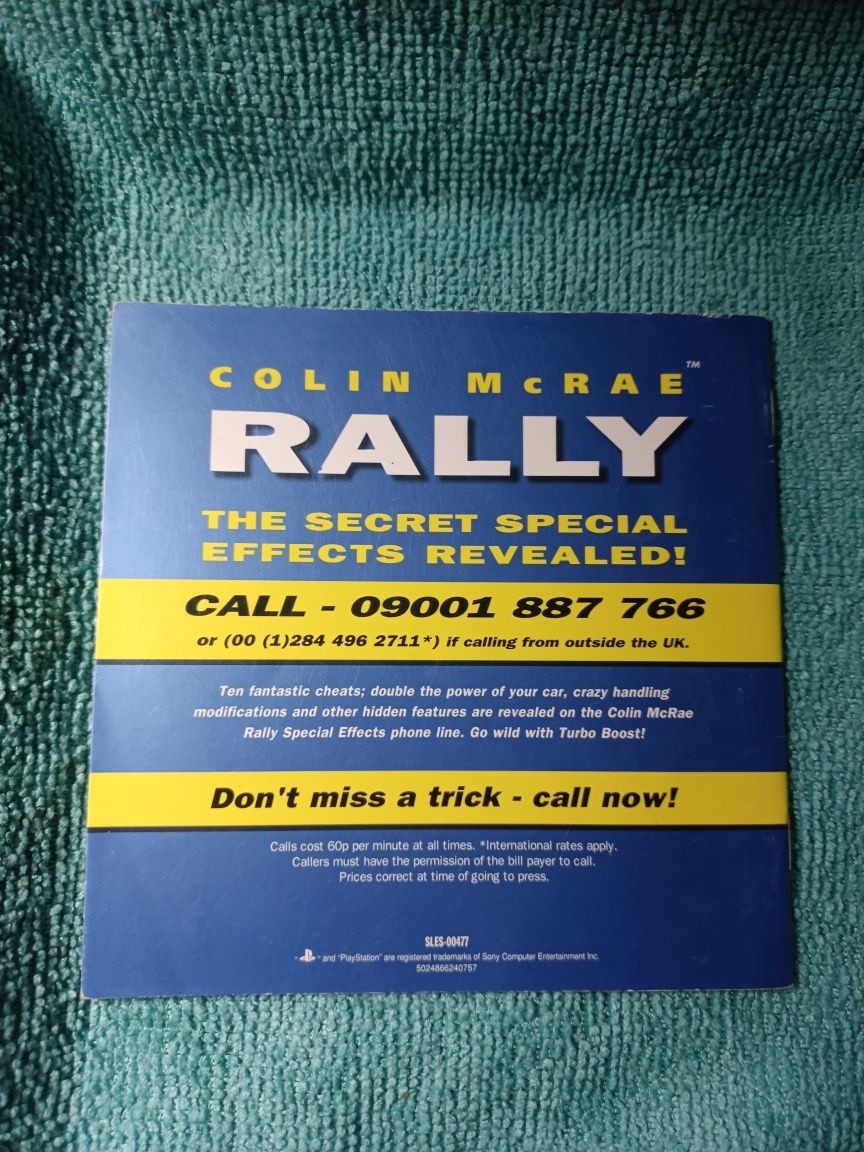 COLIN McRAE™
RALLY
THE SECRET SPECIAL
EFFECTS REVEALED!
CALL - 09001 887 766
or (00 (1)284 496 2711*) if calling from outside the UK.
Ten fantastic cheats; double the power of your car, crazy handling
modifications and other hidden features are revealed on the Colin McRae
Rally Special Effects phone line. Go wild with Turbo Boost!
Don't miss a trick - call now!
Calls cost 60p per minute at all times. *International rates apply.
Callers must have the permission of the bill payer to call.
Prices correct at time of going to press.
SLES-00477
" " and "PlayStation" are registered trademarks of Sony Computer Entertainment Inc.
5024866240757